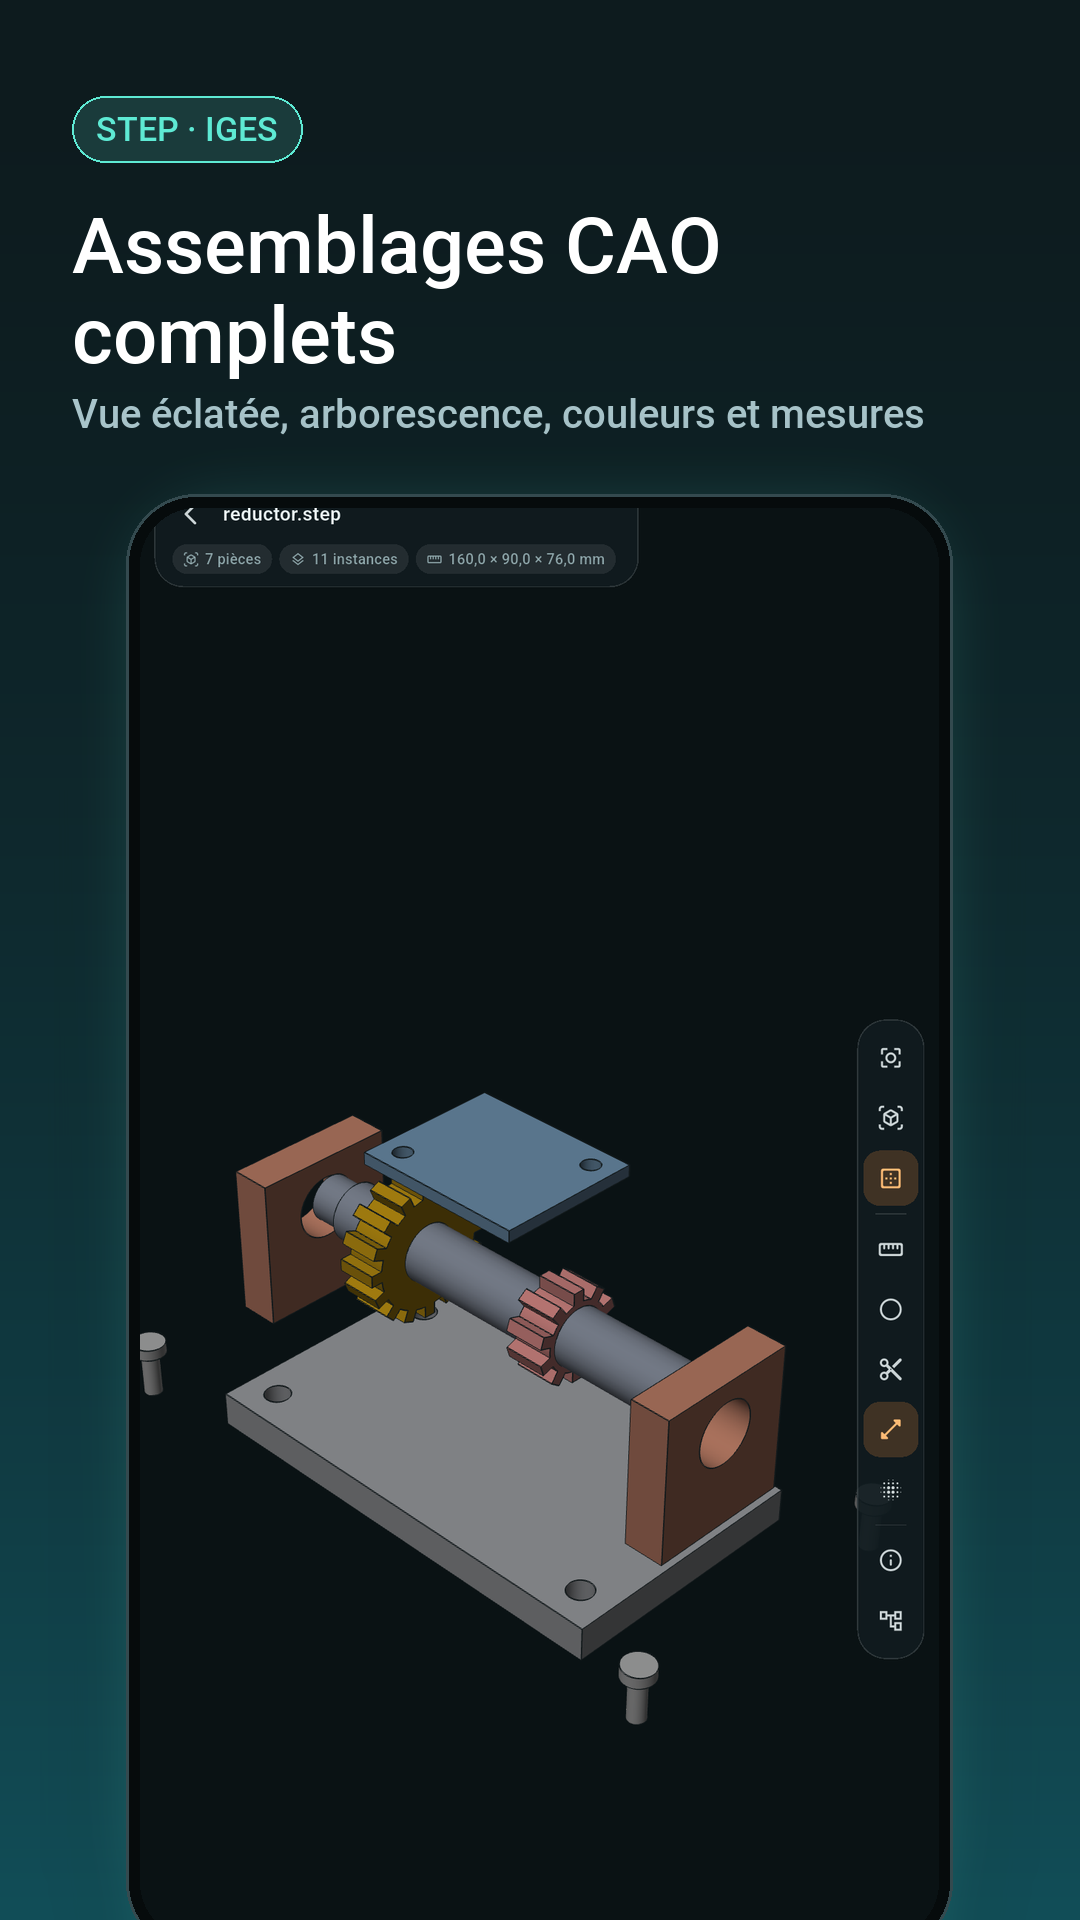 STEP · IGES
Assemblages CAO
complets
Vue éclatée, arborescence, couleurs et mesures
reductor.step
7 pièces
11 instances
160,0 × 90,0 × 76,0 mm